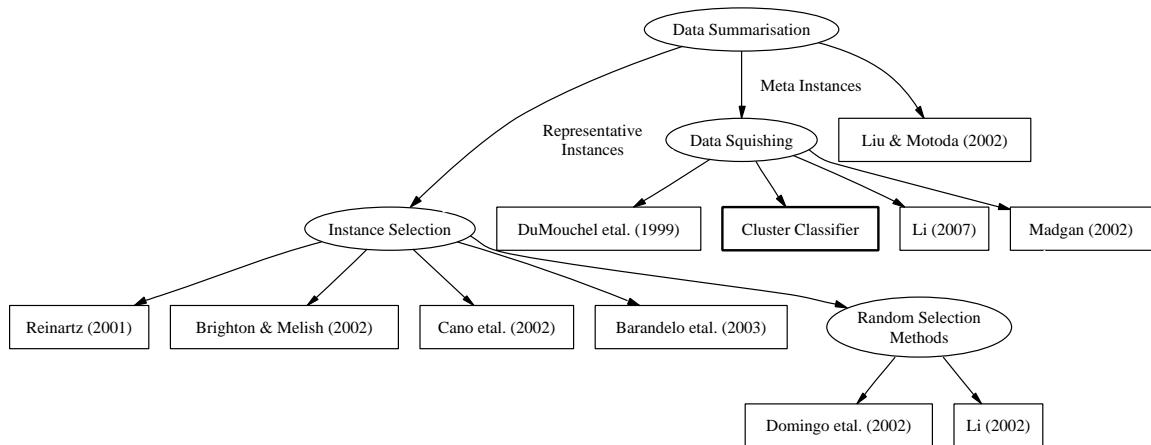 Data Summarisation
Meta Instances
Representative
Instances
Data Squishing
Liu & Motoda (2002)
DuMouchel etal. (1999)
Cluster Classifier
Li (2007)
Madgan (2002)
Instance Selection
Reinartz (2001)
Brighton & Melish (2002)
Cano etal. (2002)
Barandelo etal. (2003)
Random Selection
Methods
Domingo etal. (2002)
Li (2002)